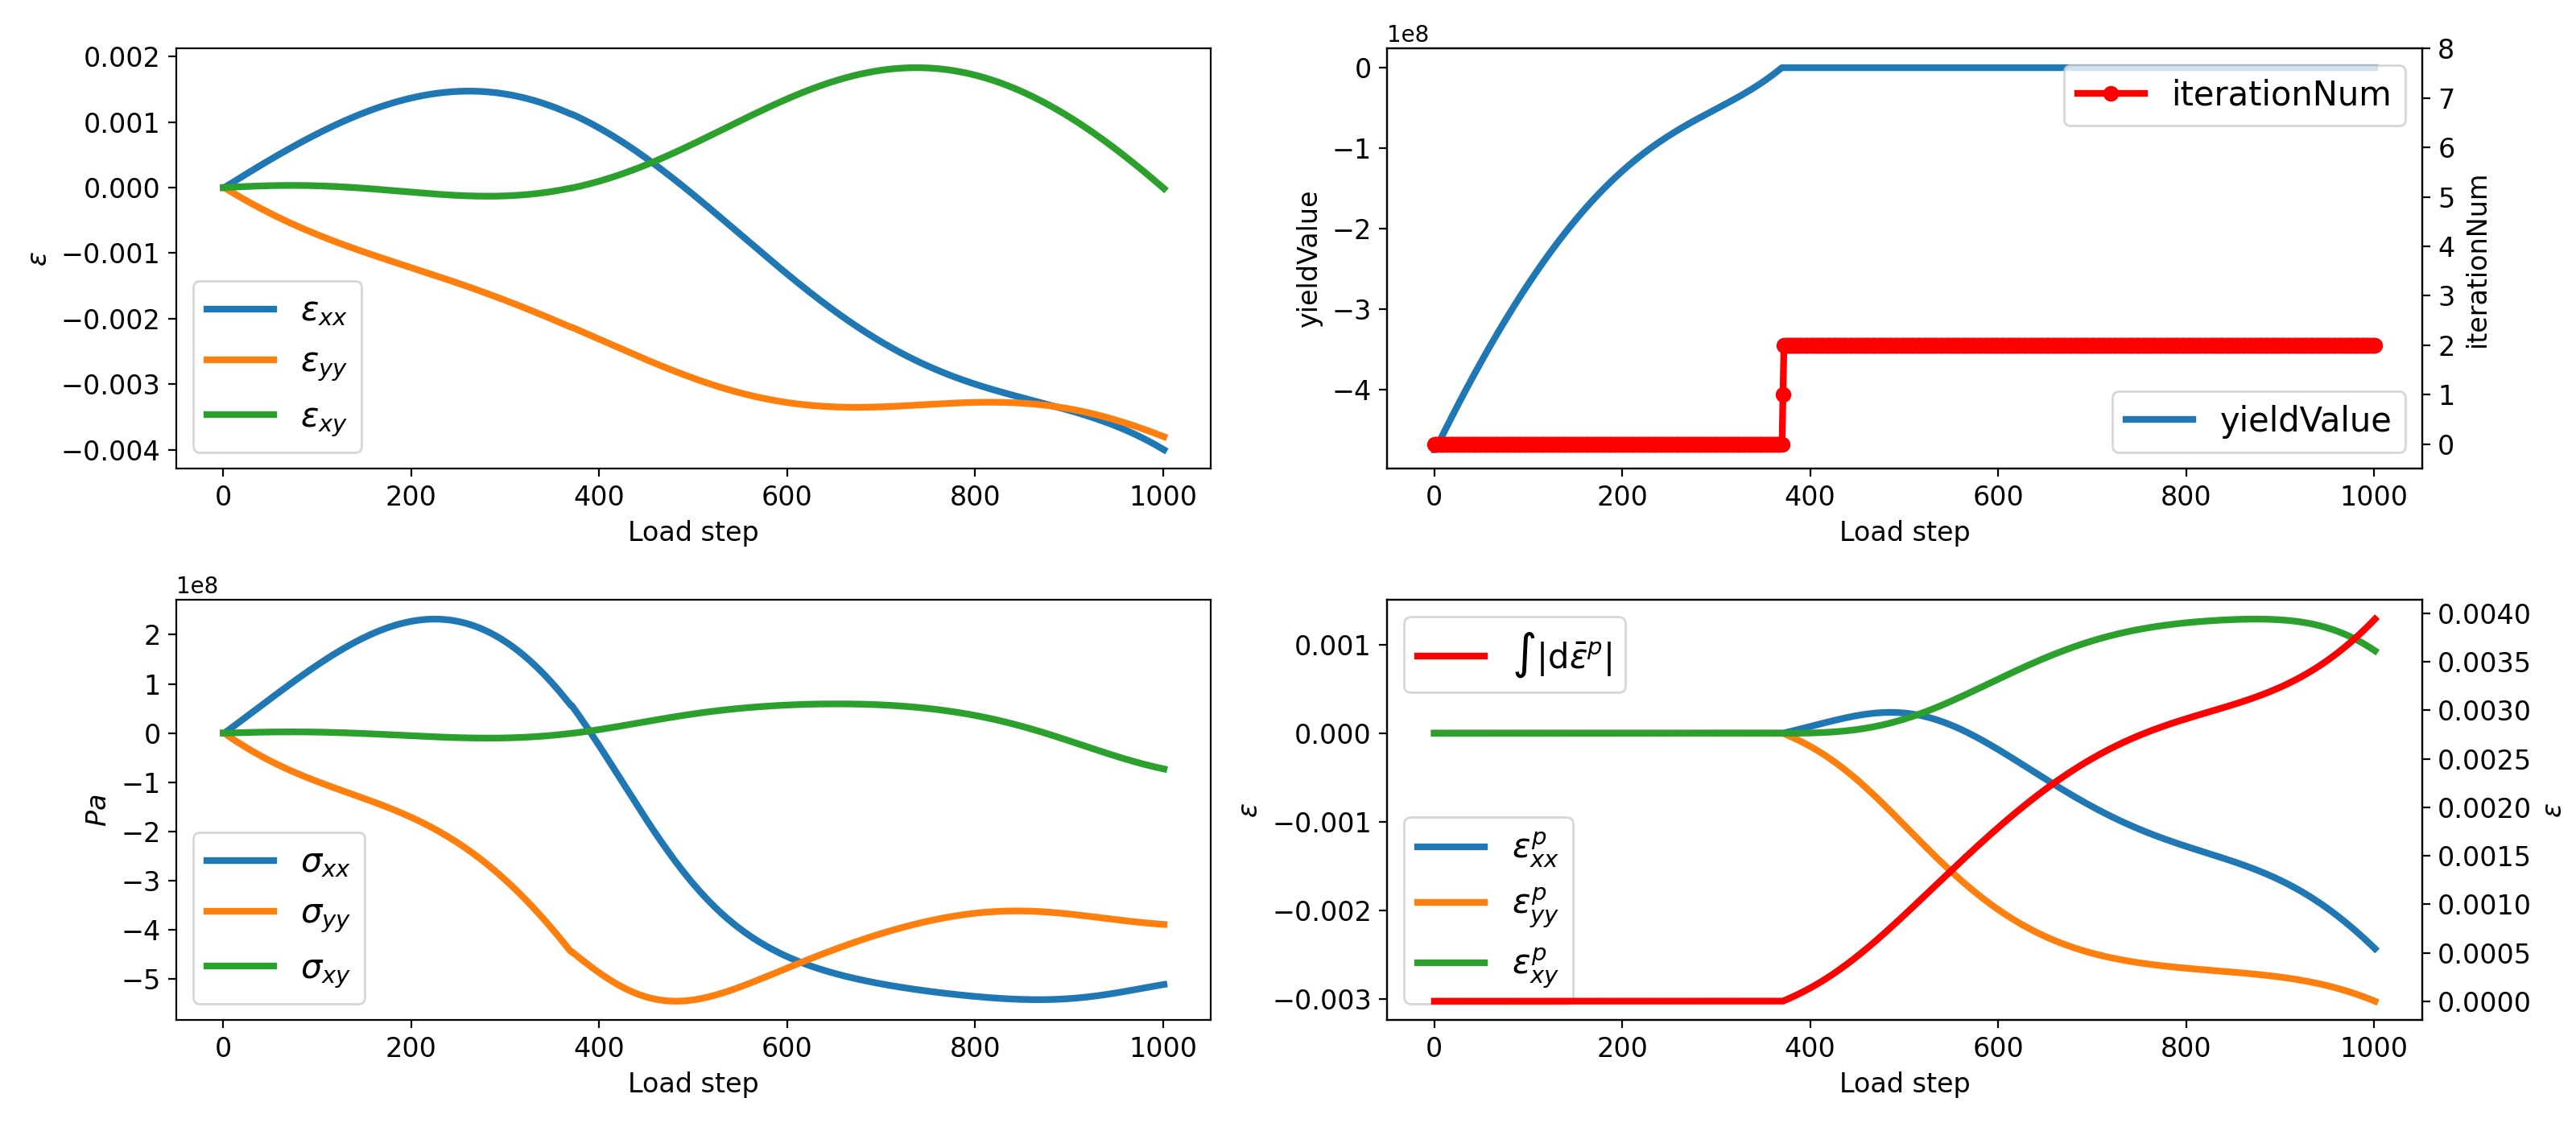 0.002
0.001
0.000
−0.001
−0.002
−0.003
−0.004
ε
ε_xx
ε_yy
ε_xy
0 200 400 600 800 1000
Load step
1e8
0
−1
−2
−3
−4
yieldValue
iterationNum
yieldValue
8
7
6
5
4
3
2
1
0
iterationNum
0 200 400 600 800 1000
Load step
1e8
2
1
0
−1
−2
−3
−4
−5
Pa
σ_xx
σ_yy
σ_xy
0 200 400 600 800 1000
Load step
0.001
0.000
−0.001
−0.002
−0.003
ε
∫|dε̄^p|
ε^p_xx
ε^p_yy
ε^p_xy
0.0040
0.0035
0.0030
0.0025
0.0020
0.0015
0.0010
0.0005
0.0000
ε
0 200 400 600 800 1000
Load step